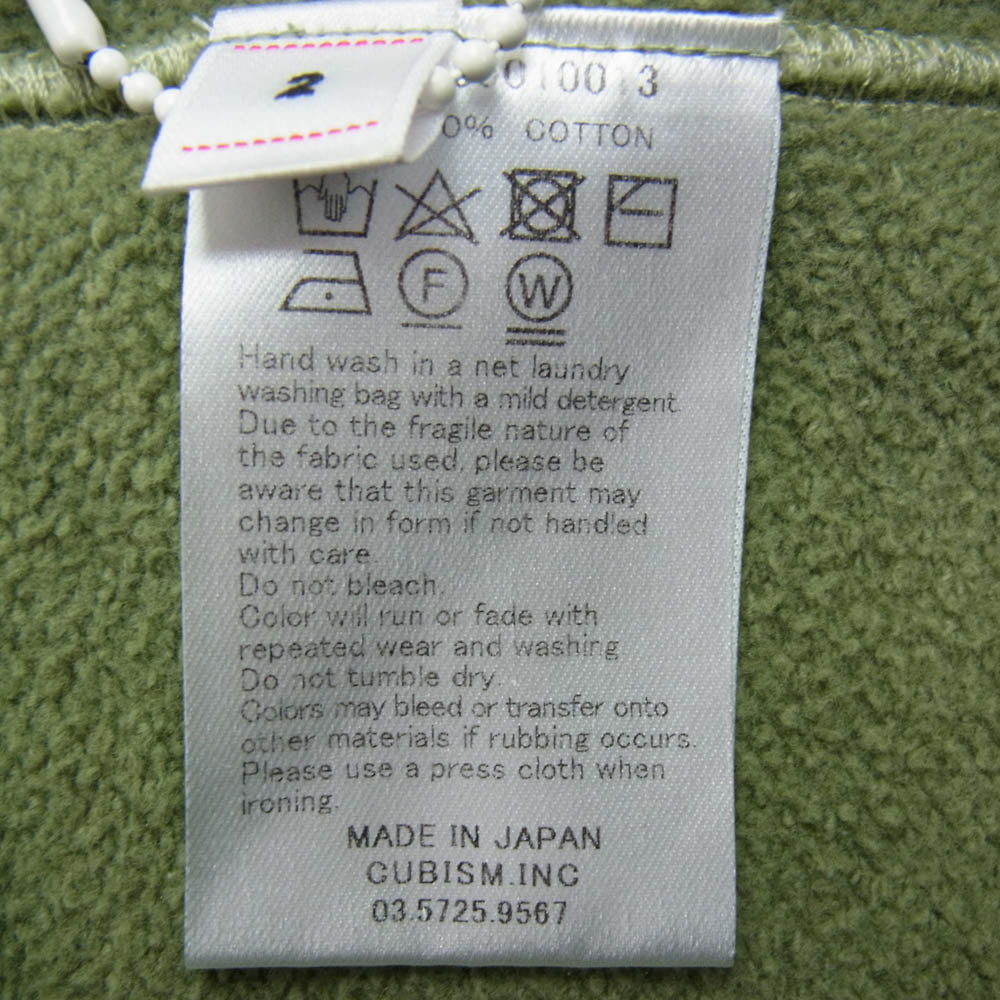 2
0% COTTON
F W
Hand wash in a net laundry
washing bag with a mild detergent.
Due to the fragile nature of
the fabric used, please be
aware that this garment may
change in form if not handled
with care.
Do not bleach.
Color will run or fade with
repeated wear and washing
Do not tumble dry.
Colors may bleed or transfer onto
other materials if rubbing occurs.
Please use a press cloth when
ironing.
MADE IN JAPAN
CUBISM.INC
03.5725.9567